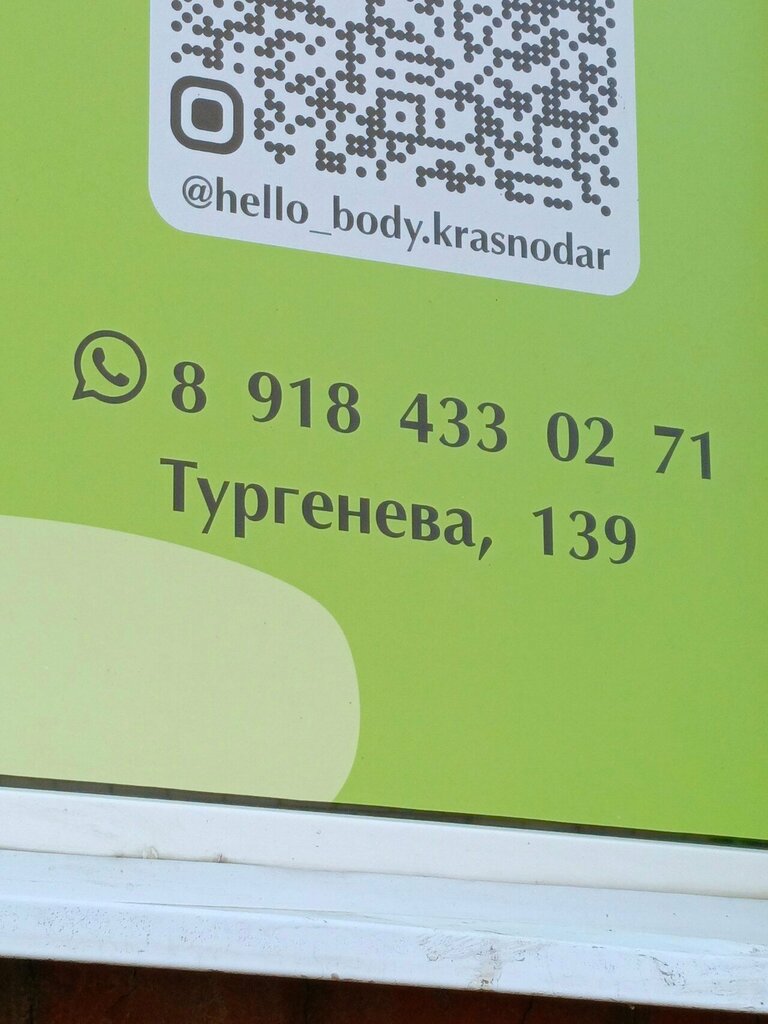 @hello_body.krasnodar
8 918 433 02 71
Тургенева, 139